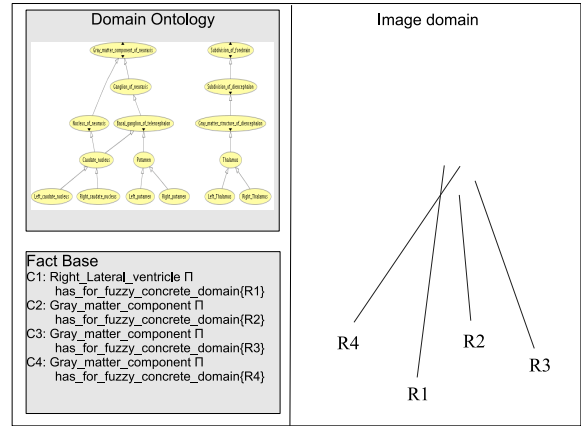 Domain Ontology
Gray_matter_component_of_neuraxis
Subdivision_of_forebrain
Ganglion_of_neuraxis
Subdivision_of_diencephalon
Nucleus_of_neuraxis
Basal_ganglion_of_telencephalon
Gray_matter_structure_of_diencephalon
Caudate_nucleus
Putamen
Thalamus
Left_caudate_nucleus
Right_caudate_nucleus
Left_putamen
Right_putamen
Left_Thalamus
Right_Thalamus
Fact Base
C1: Right_Lateral_ventricle Π
has_for_fuzzy_concrete_domain{R1}
C2: Gray_matter_component Π
has_for_fuzzy_concrete_domain{R2}
C3: Gray_matter_component Π
has_for_fuzzy_concrete_domain{R3}
C4: Gray_matter_component Π
has_for_fuzzy_concrete_domain{R4}
Image domain
R4
R2
R3
R1